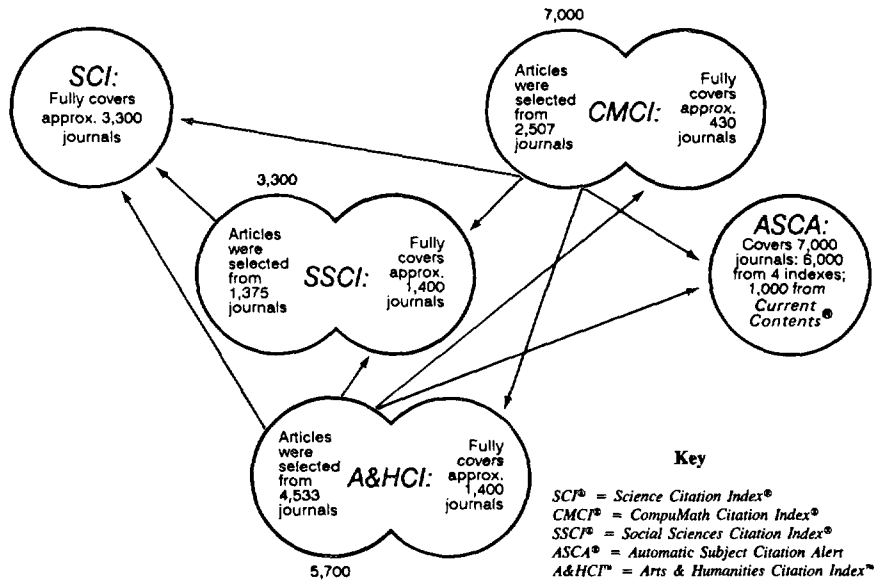 7,000
SCI:
Fully covers
approx. 3,300
journals
Articles
were
selected
from
2,507
journals
CMCI:
Fully
covers
approx.
430
journals
3,300
Articles
were
selected
from
1,375
journals
SSCI:
Fully
covers
approx.
1,400
journals
ASCA:
Covers 7,000
journals: 6,000
from 4 indexes;
1,000 from
Current
Contents®
Articles
were
selected
from
4,533
journals
A&HCI:
Fully
covers
approx.
1,400
journals
5,700
Key
SCI® = Science Citation Index®
CMCI® = CompuMath Citation Index®
SSCI® = Social Sciences Citation Index®
ASCA® = Automatic Subject Citation Alert
A&HCI™ = Arts & Humanities Citation Index™